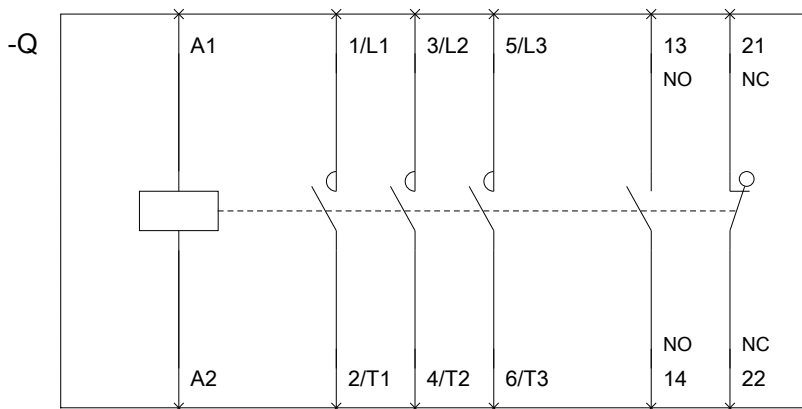 -Q
A1 1/L1 3/L2 5/L3 13 21
NO NC
NO NC
A2 2/T1 4/T2 6/T3 14 22